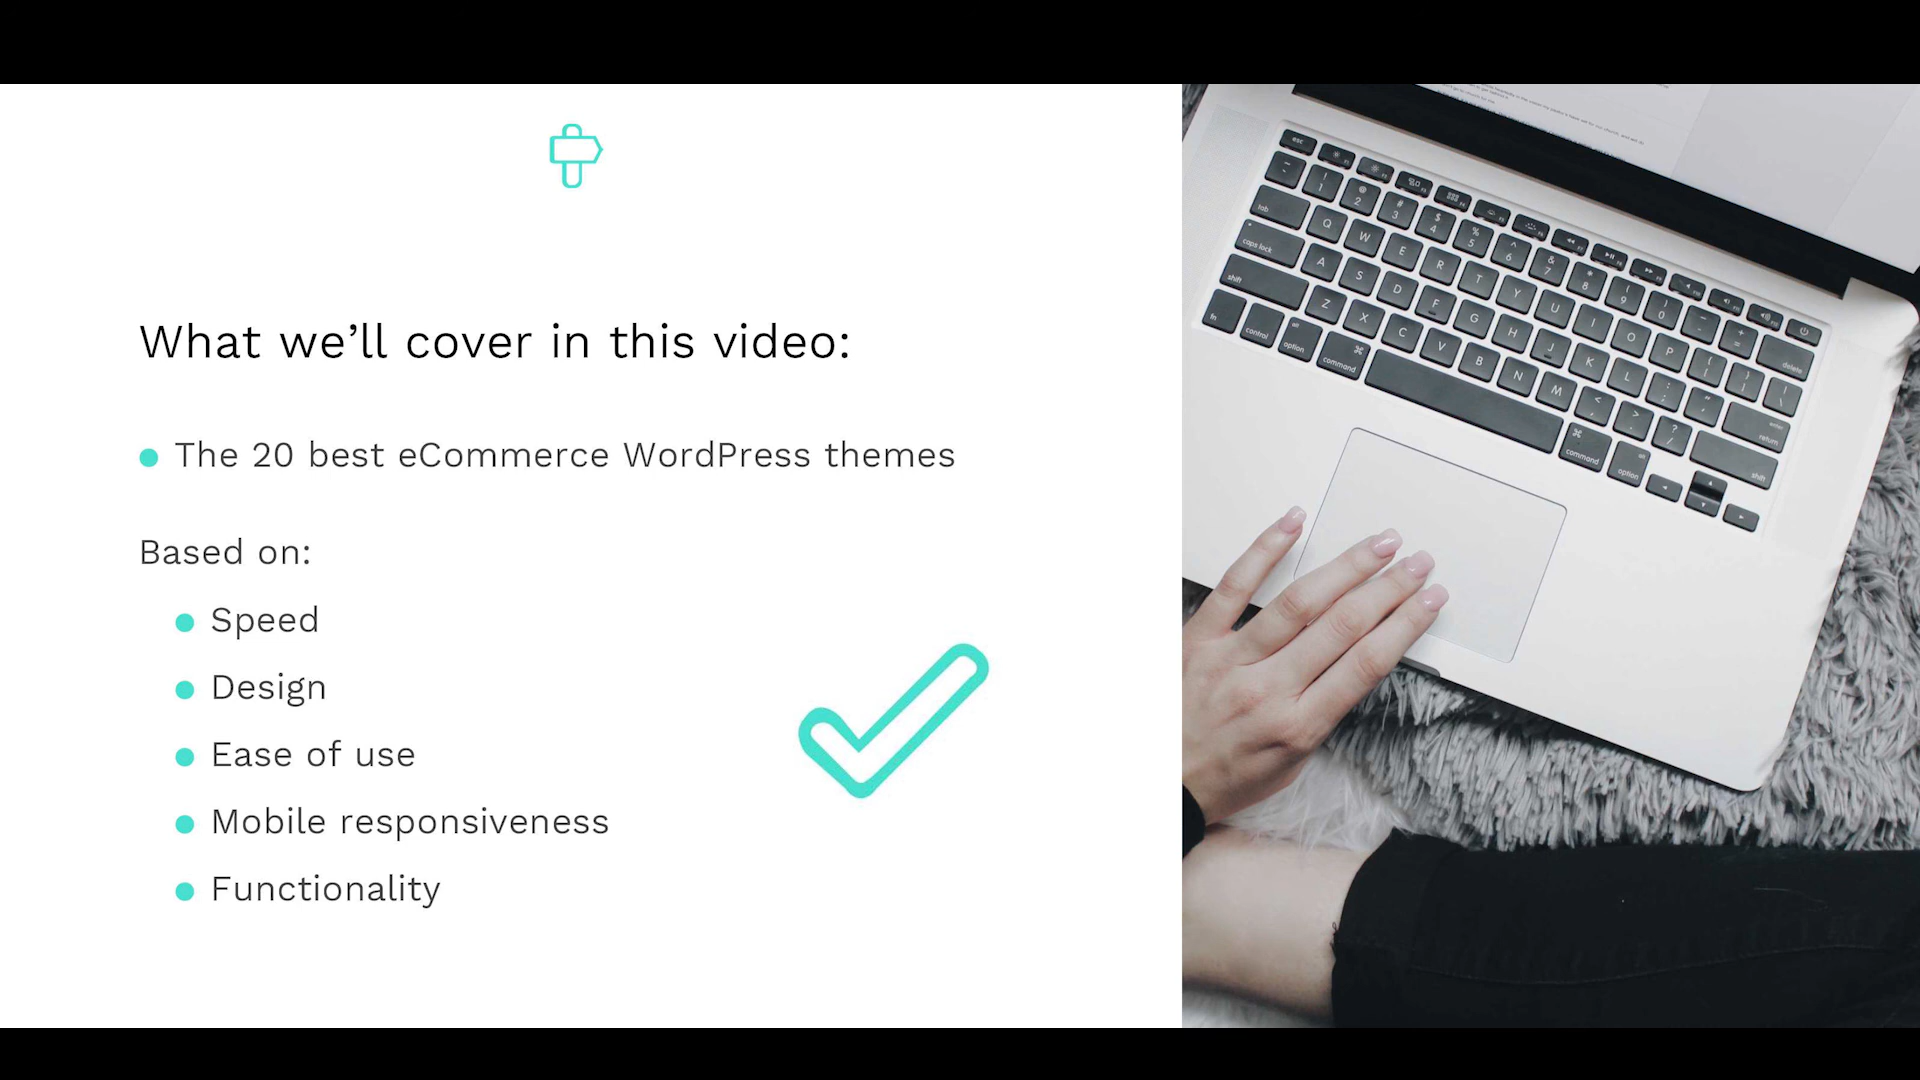 What we’ll cover in this video:
The 20 best eCommerce WordPress themes
Based on:
Speed
Design
Ease of use
Mobile responsiveness
Functionality